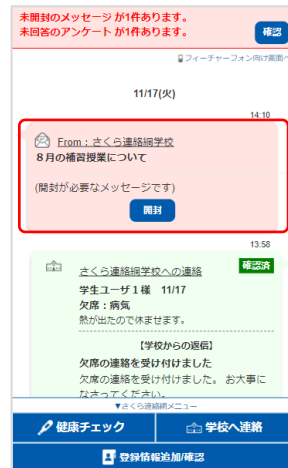 未開封のメッセージ が1件あります。
未回答のアンケート が1件あります。
確認
フィーチャーフォン向け画面へ
11/17(火)
14:10
From：さくら連絡網学校
８月の補習授業について
(開封が必要なメッセージです)
開封
13:58
さくら連絡網学校への連絡
確認済
学生ユーザ１様 11/17
欠席：病気
熱が出たので休ませます。
【学校からの返信】
欠席の連絡を受け付けました
欠席の連絡を受け付けました。 お大事に
なさってください。
▼さくら連絡網メニュー
健康チェック
学校へ連絡
登録情報追加/確認